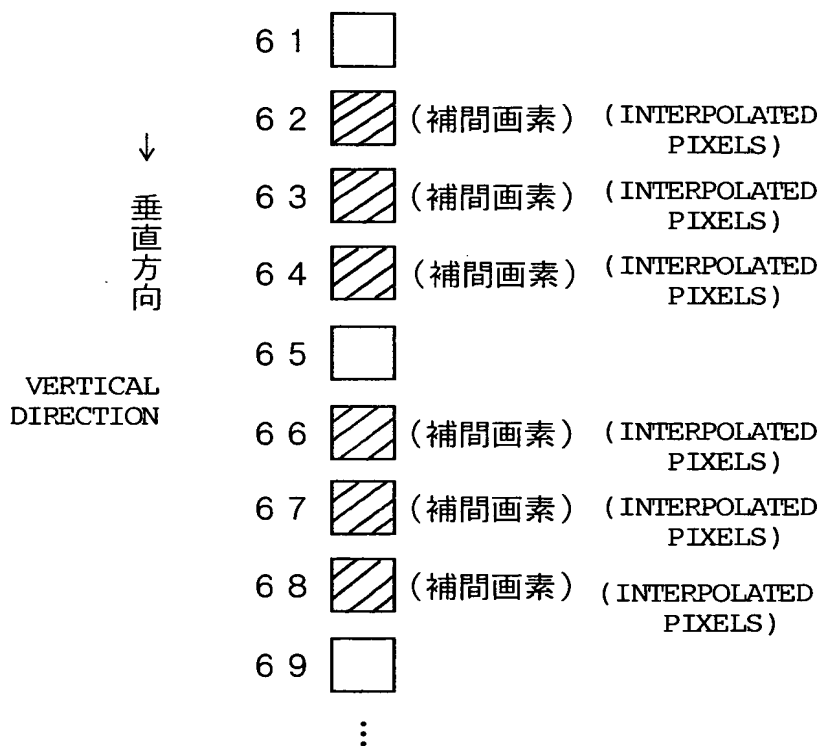 ６１
６２ （補間画素） (INTERPOLATED
PIXELS)
↓
垂直方向
６３ （補間画素） (INTERPOLATED
PIXELS)
６４ （補間画素） (INTERPOLATED
PIXELS)
６５
VERTICAL
DIRECTION
６６ （補間画素） (INTERPOLATED
PIXELS)
６７ （補間画素） (INTERPOLATED
PIXELS)
６８ （補間画素） (INTERPOLATED
PIXELS)
６９
⋮